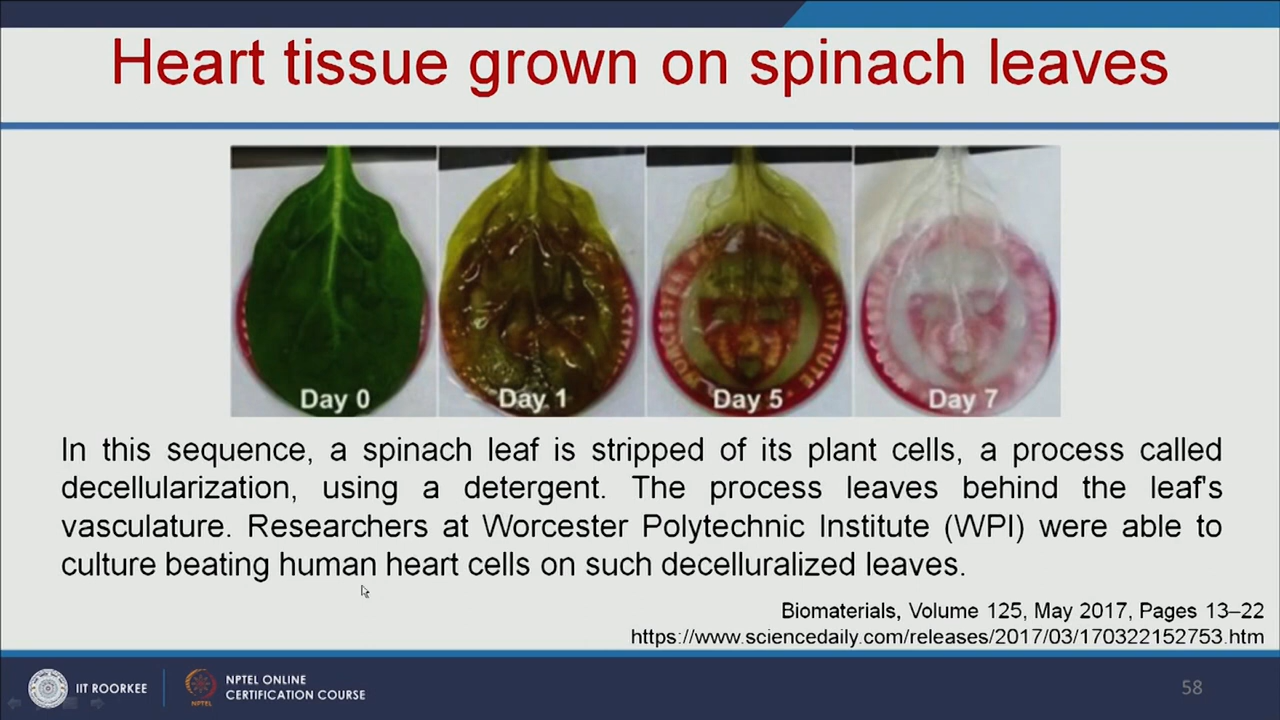 Heart tissue grown on spinach leaves
Day 0
Day 1
Day 5
Day 7
WORCESTER
INSTITUTE
In this sequence, a spinach leaf is stripped of its plant cells, a process called
decellularization, using a detergent. The process leaves behind the leaf's
vasculature. Researchers at Worcester Polytechnic Institute (WPI) were able to
culture beating human heart cells on such decelluralized leaves.
Biomaterials, Volume 125, May 2017, Pages 13–22
https://www.sciencedaily.com/releases/2017/03/170322152753.htm
IIT ROORKEE
NPTEL
NPTEL ONLINE
CERTIFICATION COURSE
58